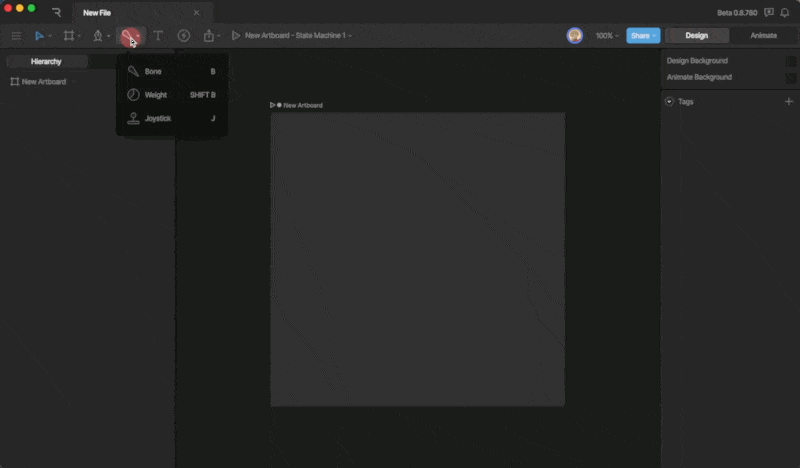 New File
Beta 0.8.760
New Artboard - State Machine 1
100%
Share
Design
Animate
Hierarchy
New Artboard
Bone B
Weight SHIFT B
Joystick J
New Artboard
Design Background
Animate Background
Tags